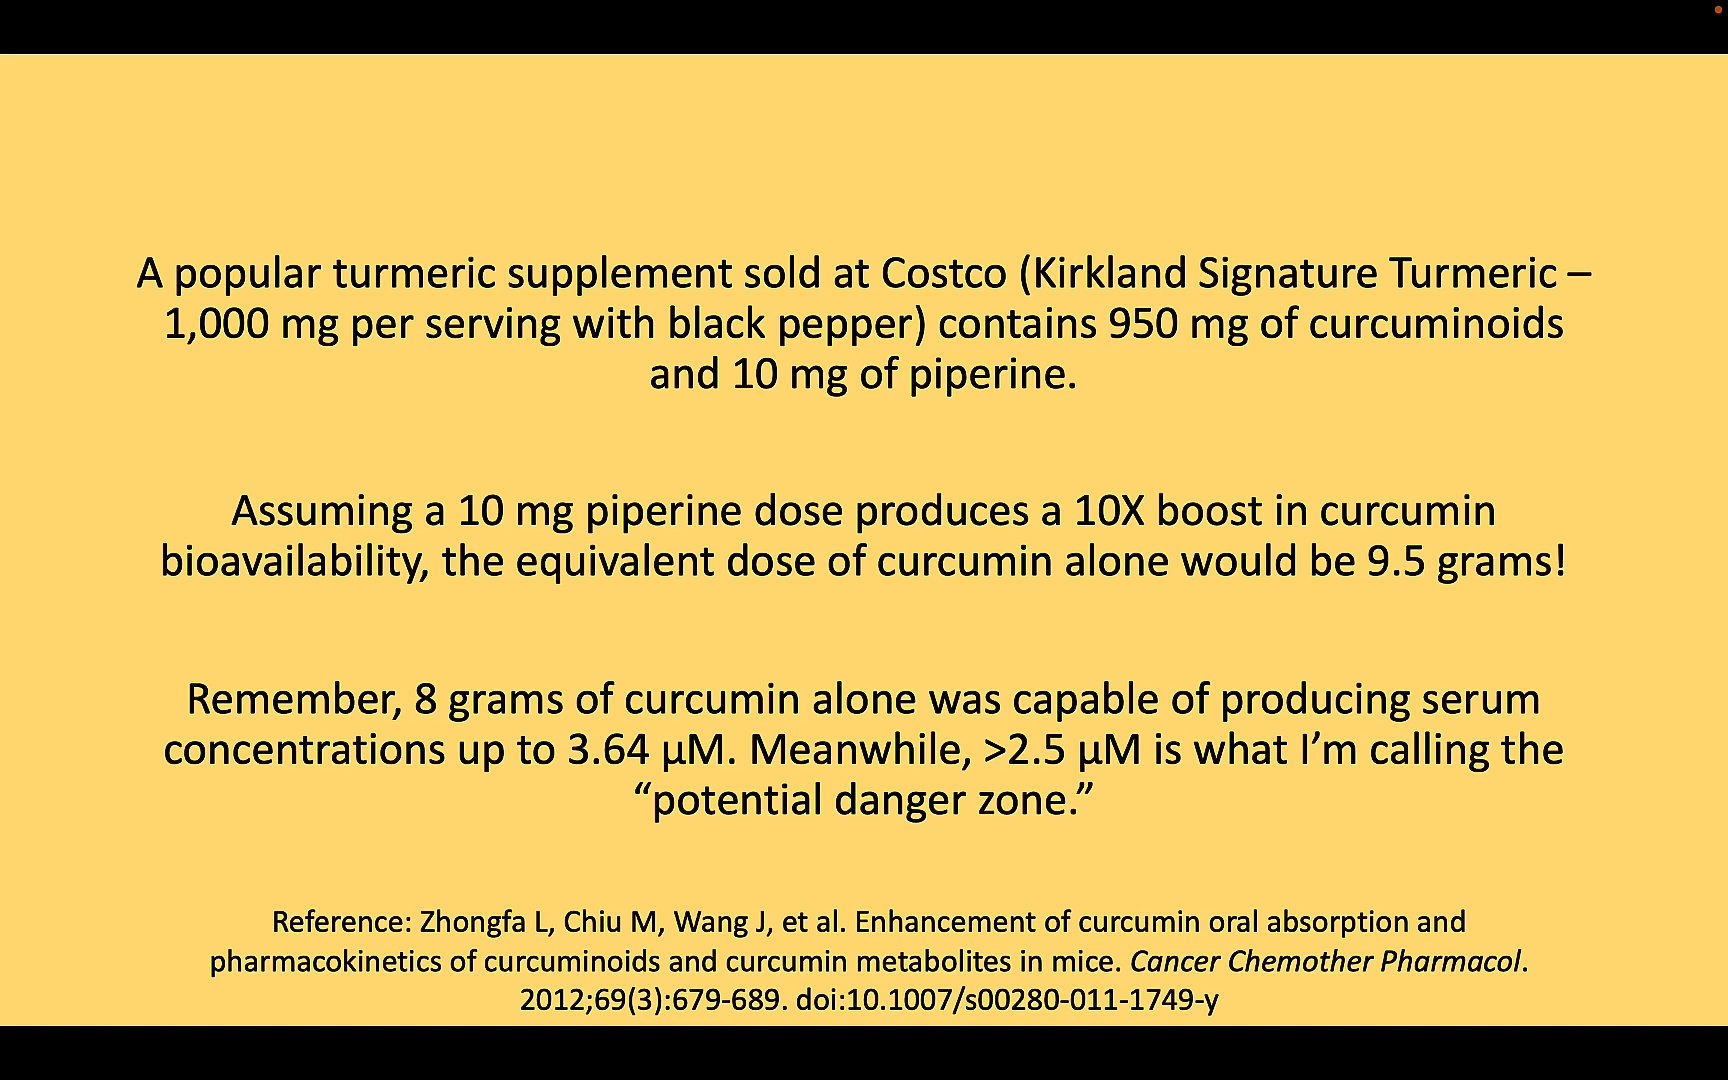 A popular turmeric supplement sold at Costco (Kirkland Signature Turmeric –
1,000 mg per serving with black pepper) contains 950 mg of curcuminoids
and 10 mg of piperine.
Assuming a 10 mg piperine dose produces a 10X boost in curcumin
bioavailability, the equivalent dose of curcumin alone would be 9.5 grams!
Remember, 8 grams of curcumin alone was capable of producing serum
concentrations up to 3.64 µM. Meanwhile, >2.5 µM is what I’m calling the
“potential danger zone.”
Reference: Zhongfa L, Chiu M, Wang J, et al. Enhancement of curcumin oral absorption and
pharmacokinetics of curcuminoids and curcumin metabolites in mice. Cancer Chemother Pharmacol.
2012;69(3):679-689. doi:10.1007/s00280-011-1749-y